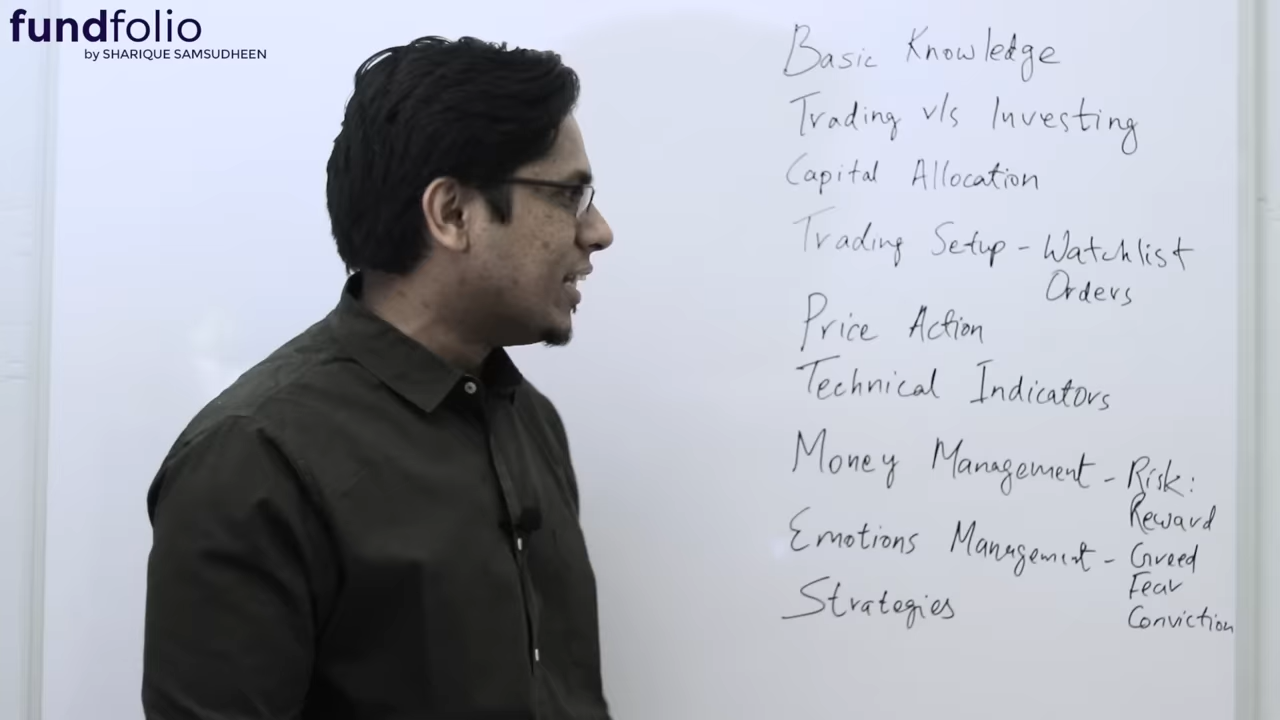 fundfolio
by SHARIQUE SAMSUDHEEN
Basic Knowledge
Trading v/s Investing
Capital Allocation
Trading Setup - Watchlist
Orders
Price Action
Technical Indicators
Money Management - Risk:
Reward
Emotions Management - Greed
Fear
Conviction
Strategies